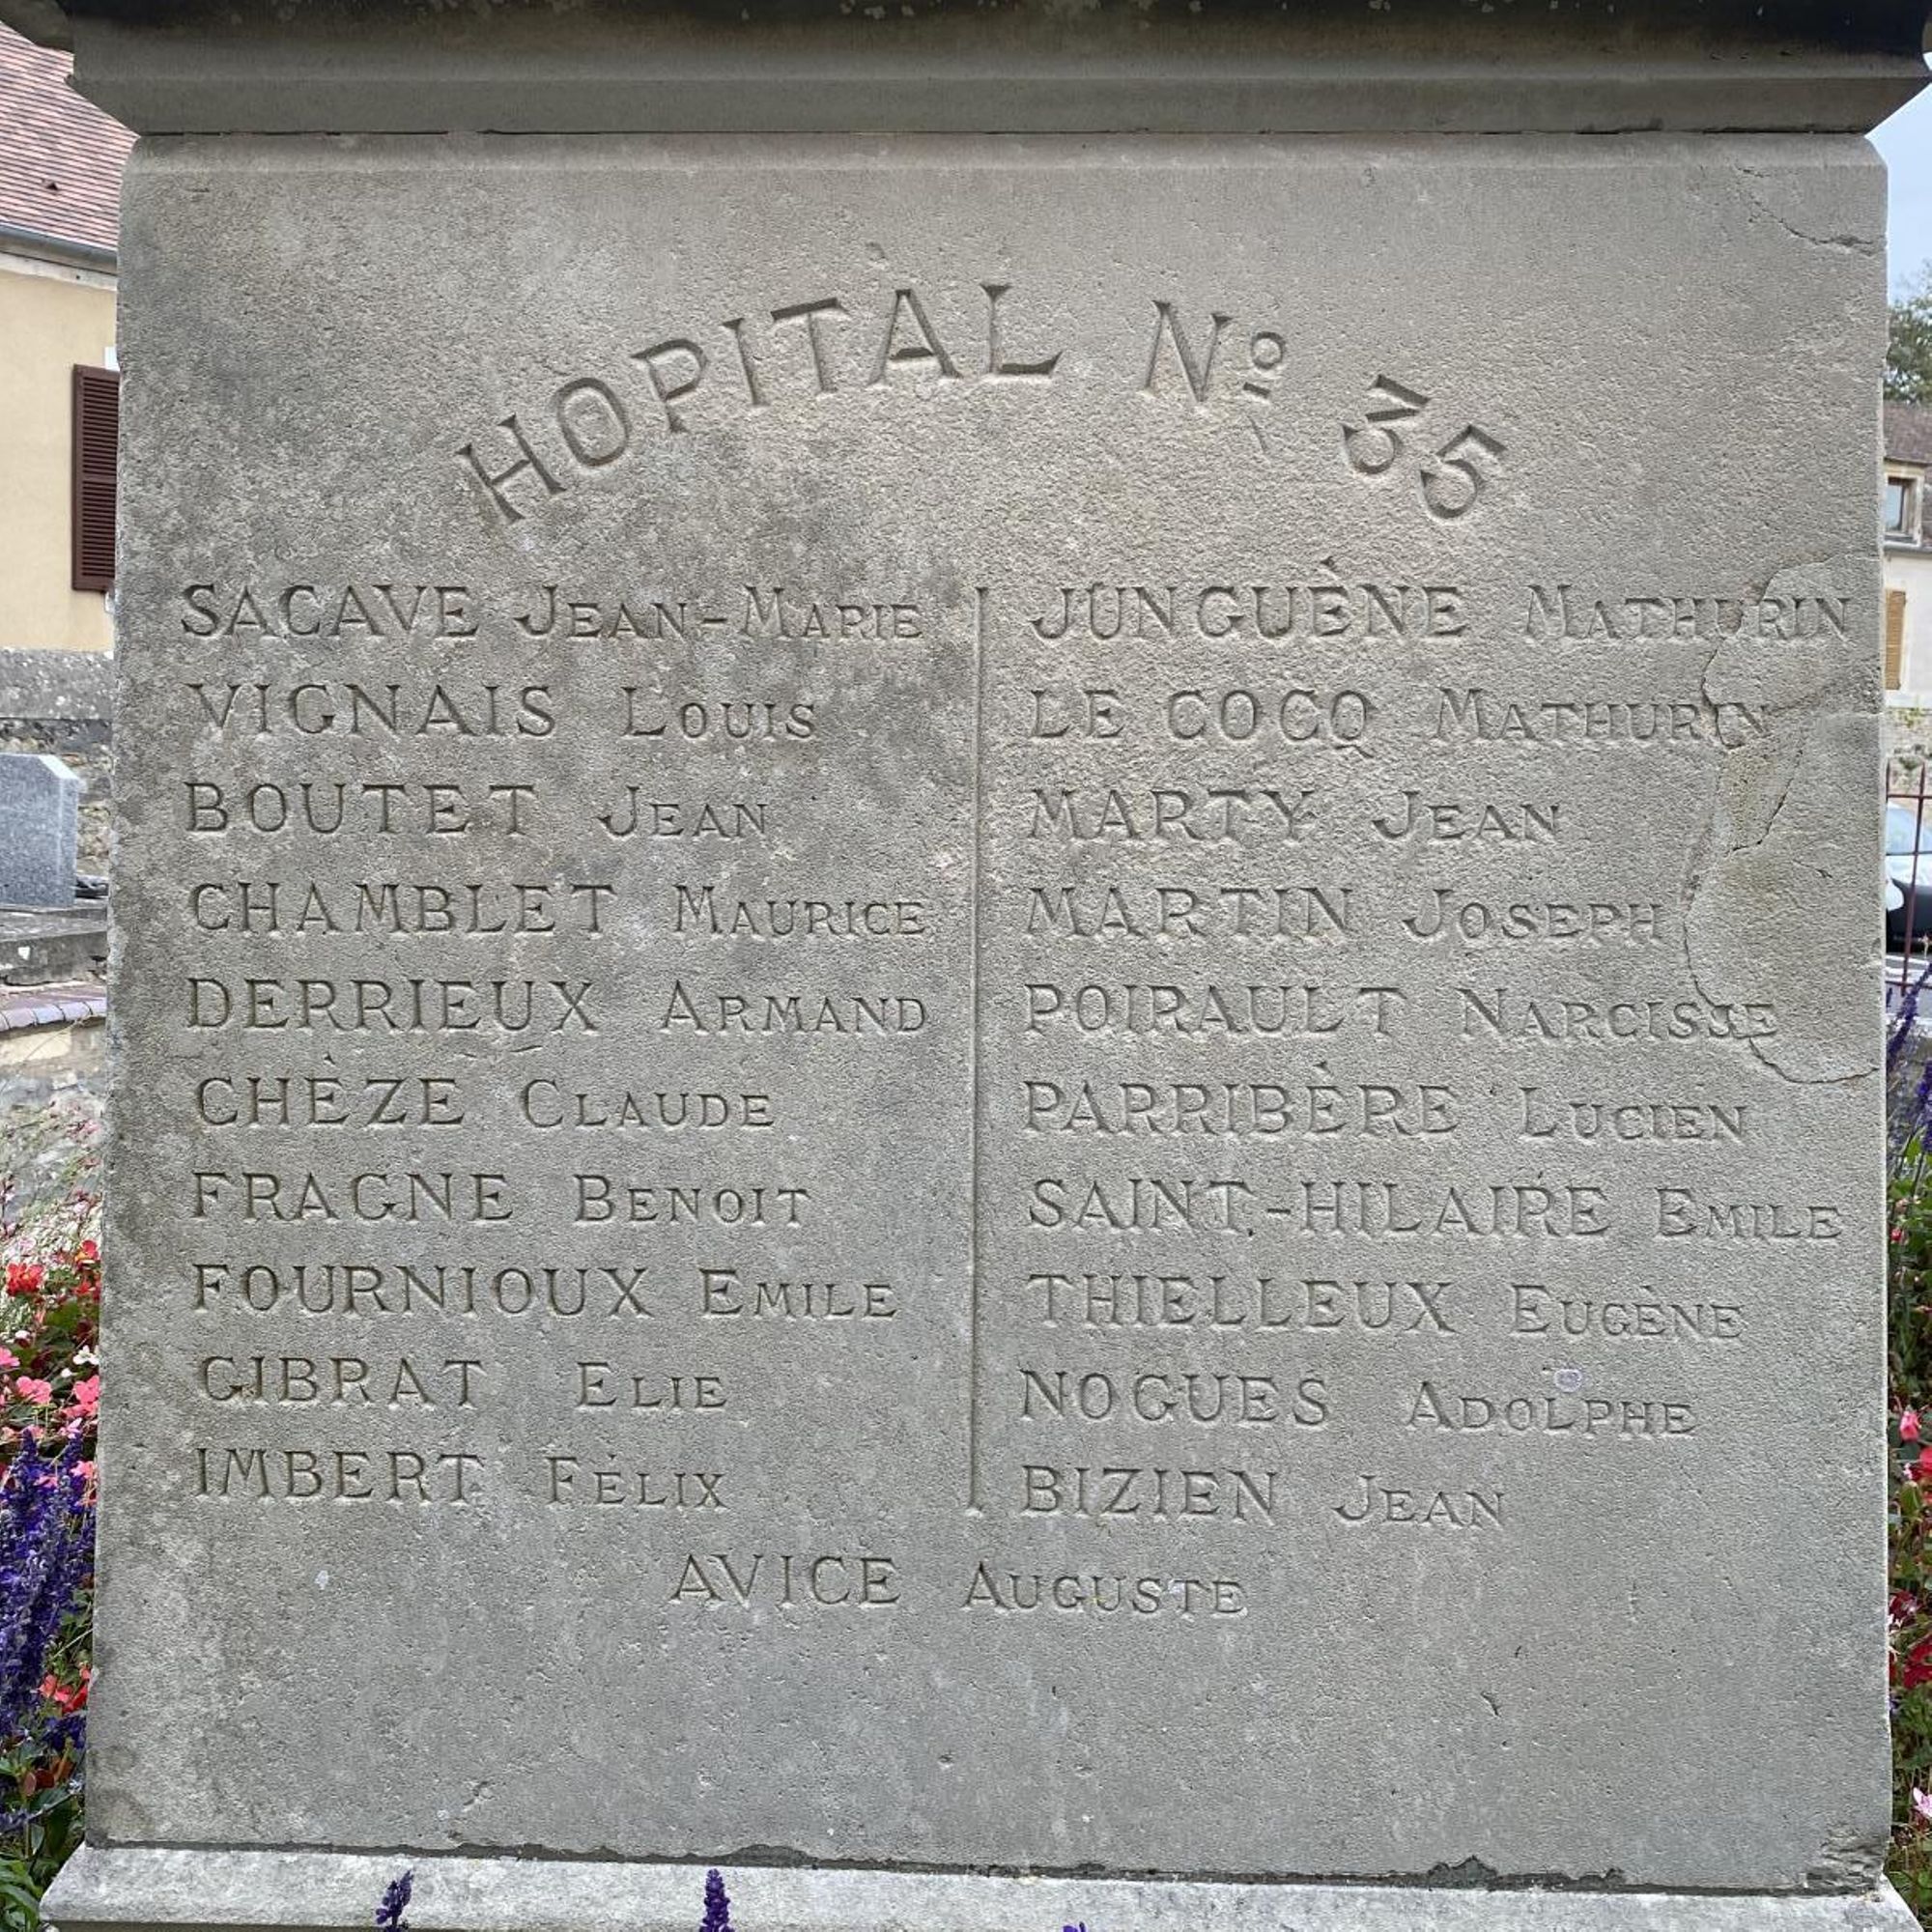 HOPITAL Nº 35
SACAVE JEAN-MARIE
VIGNAIS LOUIS
BOUTET JEAN
CHAMBLET MAURICE
DERRIEUX ARMAND
CHÈZE CLAUDE
FRAGNE BENOIT
FOURNIOUX EMILE
GIBRAT ELIE
IMBERT FÉLIX
JUNGUÈNE MATHURIN
LE COCQ MATHURIN
MARTY JEAN
MARTIN JOSEPH
POIRAULT NARCISSE
PARRIBÈRE LUCIEN
SAINT-HILAIRE EMILE
THIELLEUX EUGÈNE
NOGUES ADOLPHE
BIZIEN JEAN
AVICE AUGUSTE